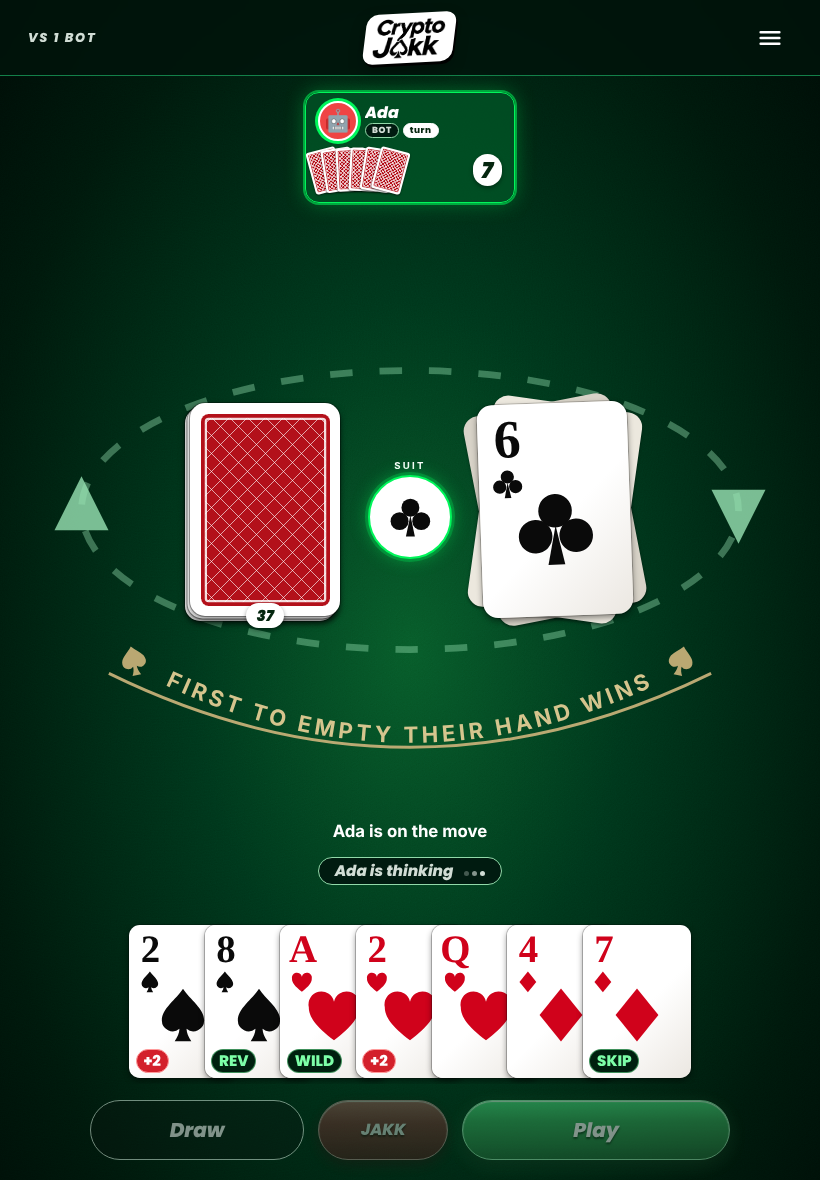 VS 1 BOT
Crypto
Jakk
Ada
BOT turn
7
6
SUIT
37
FIRST TO EMPTY THEIR HAND WINS
Ada is on the move
Ada is thinking
2 8 A 2 Q 4 7
+2 REV WILD +2 SKIP
Draw JAKK Play